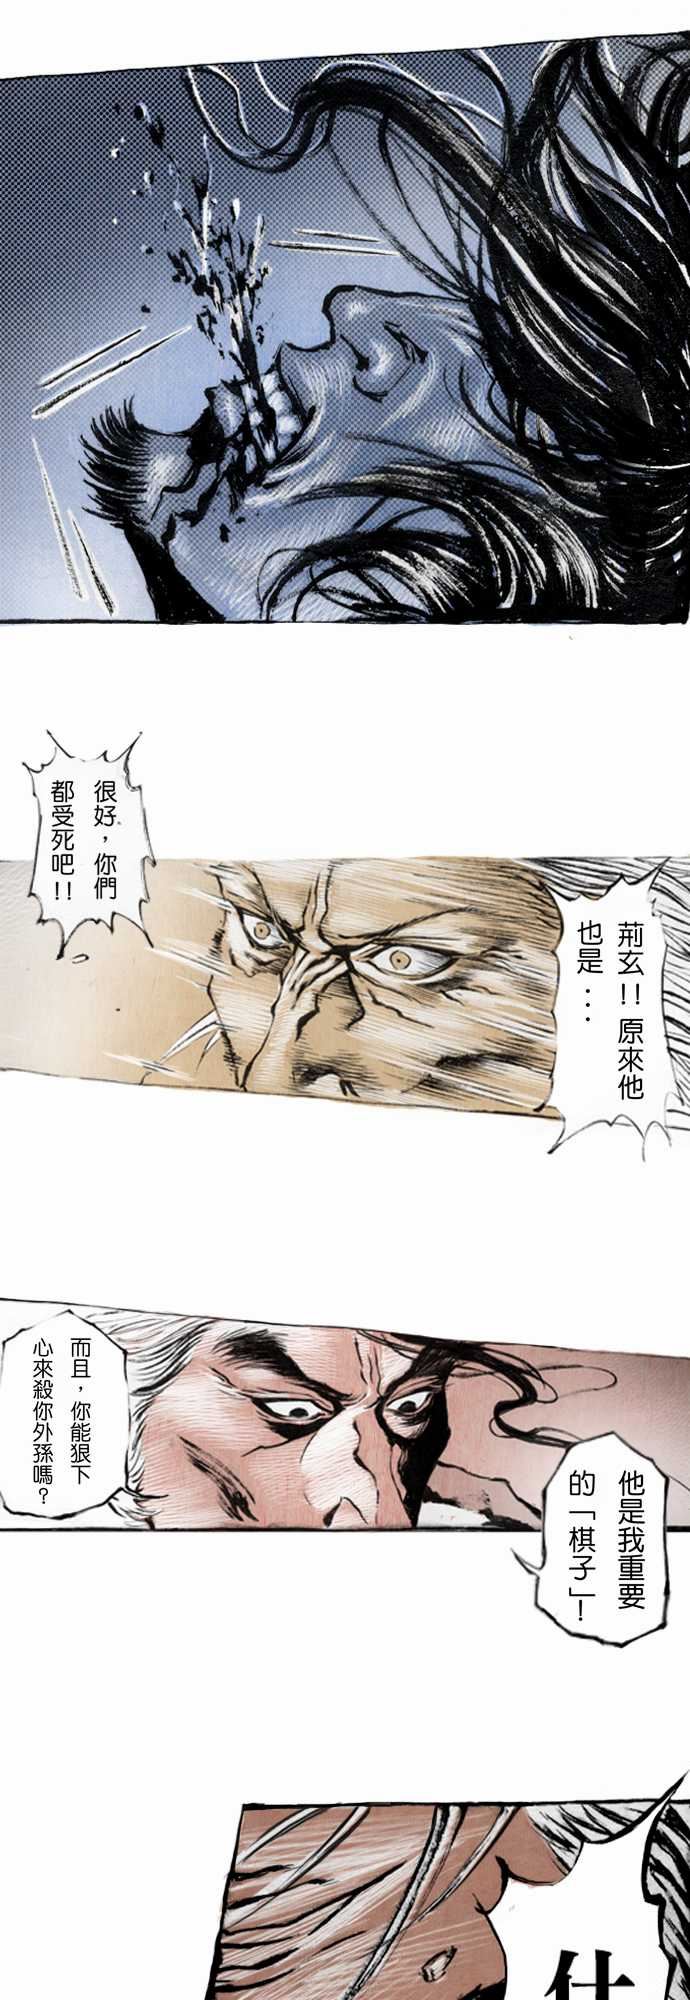 荊玄!!原來他
也是...
很好,你們
都受死吧!!
他是我重要
的「棋子」!
而且,你能狠下
心來殺你外孫嗎?
什